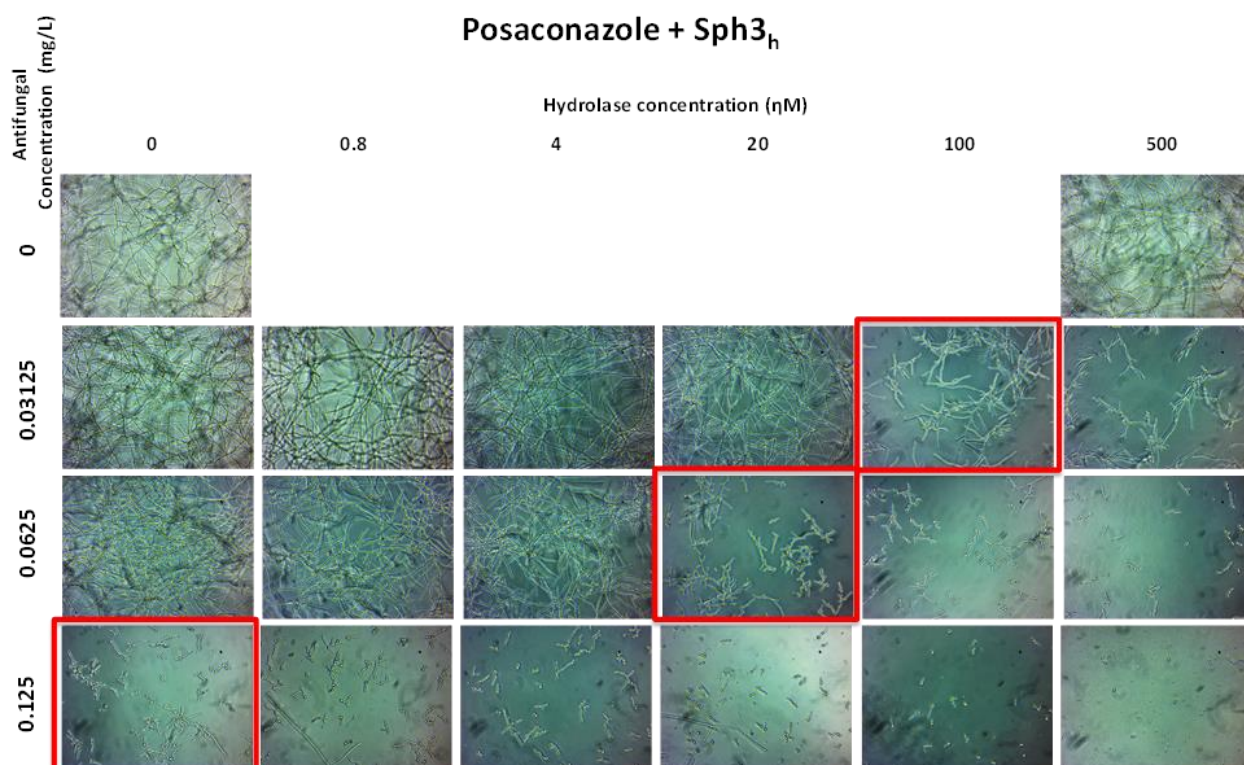 Posaconazole + Sph3h
Antifungal
Concentration (mg/L)
Hydrolase concentration (ηM)
0 0.8 4 20 100 500
0
0.03125
0.0625
0.125